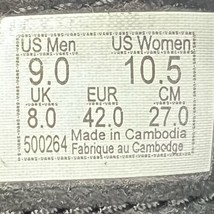 US Men US Women
9.0 10.5
UK EUR CM
8.0 42.0 27.0
500264 Made in Cambodia
Fabrique au Cambodge